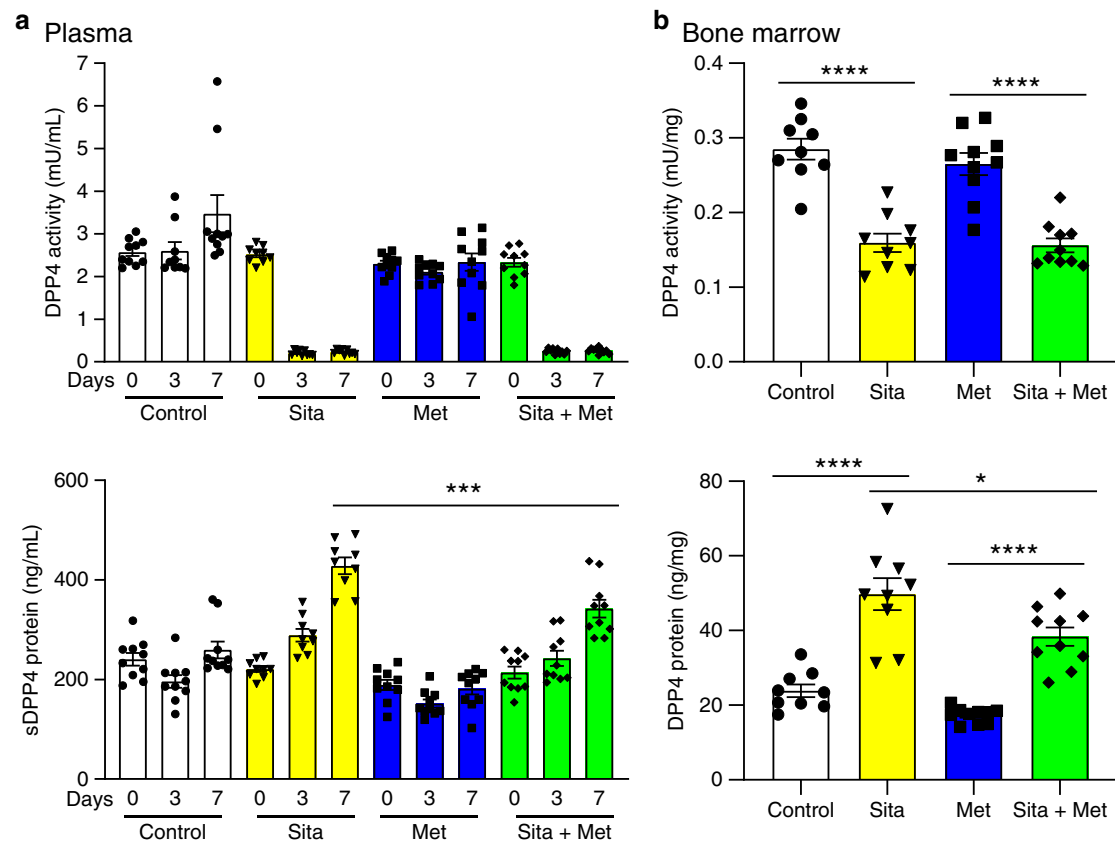 a Plasma
7
6
5
4
3
2
1
0
DPP4 activity (mU/mL)
Days 0 3 7 0 3 7 0 3 7 0 3 7
Control Sita Met Sita + Met
b Bone marrow
0.4
0.3
0.2
0.1
0.0
DPP4 activity (mU/mg)
**** ****
Control Sita Met Sita + Met
600
400
200
0
sDPP4 protein (ng/mL)
***
Days 0 3 7 0 3 7 0 3 7 0 3 7
Control Sita Met Sita + Met
80
60
40
20
0
DPP4 protein (ng/mg)
****
*
****
Control Sita Met Sita + Met